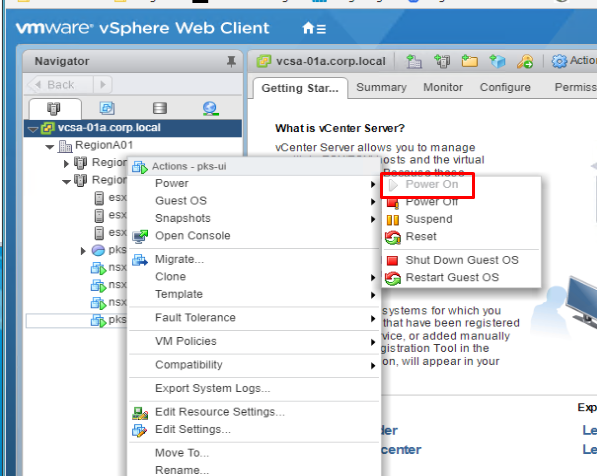 vmware® vSphere Web Client
Navigator
Back
vcsa-01a.corp.local
RegionA01
Region
Region
esx
esx
esx
pks
nsx
nsx
nsx
pks
vcsa-01a.corp.local
Actio
Getting Star...
Summary
Monitor
Configure
Permiss
What is vCenter Server?
vCenter Server allows you to manage
hosts and the virtual
Actions - pks-ui
Power
Guest OS
Snapshots
Open Console
Migrate...
Clone
Template
Fault Tolerance
VM Policies
Compatibility
Export System Logs...
Edit Resource Settings...
Edit Settings...
Move To...
Rename...
Power On
Power Off
Suspend
Reset
Shut Down Guest OS
Restart Guest OS
systems for which you
that have been registered
vice, or added manually
gistration Tool in the
on, will appear in your
Exp
der
Le
center
Le